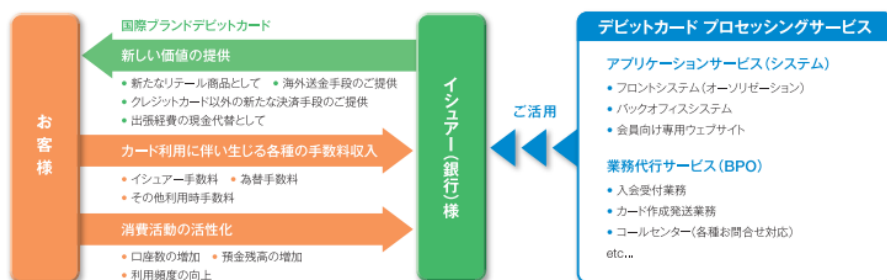 お客様
国際ブランドデビットカード
新しい価値の提供
• 新たなリテール商品として • 海外送金手段のご提供
• クレジットカード以外の新たな決済手段のご提供
• 出張経費の現金代替として
カード利用に伴い生じる各種の手数料収入
• イシュアー手数料 • 為替手数料
• その他利用時手数料
消費活動の活性化
• 口座数の増加 • 預金残高の増加
• 利用頻度の向上
イシュアー(銀行)様
ご活用
デビットカード プロセッシングサービス
アプリケーションサービス(システム)
• フロントシステム(オーソリゼーション)
• バックオフィスシステム
• 会員向け専用ウェブサイト
業務代行サービス(BPO)
• 入会受付業務
• カード作成発送業務
• コールセンター(各種お問合せ対応)
etc...